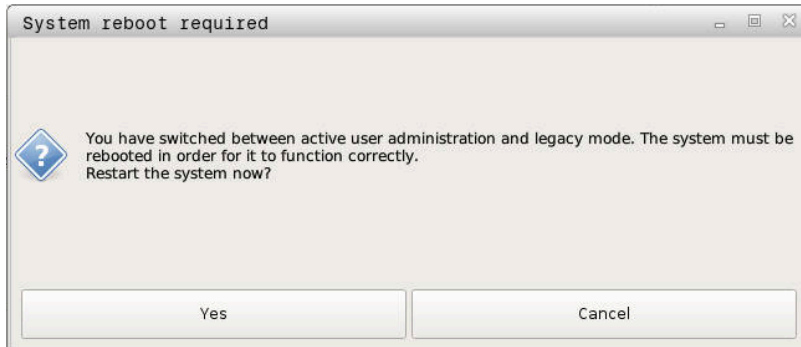 System reboot required
You have switched between active user administration and legacy mode. The system must be
rebooted in order for it to function correctly.
Restart the system now?
Yes
Cancel